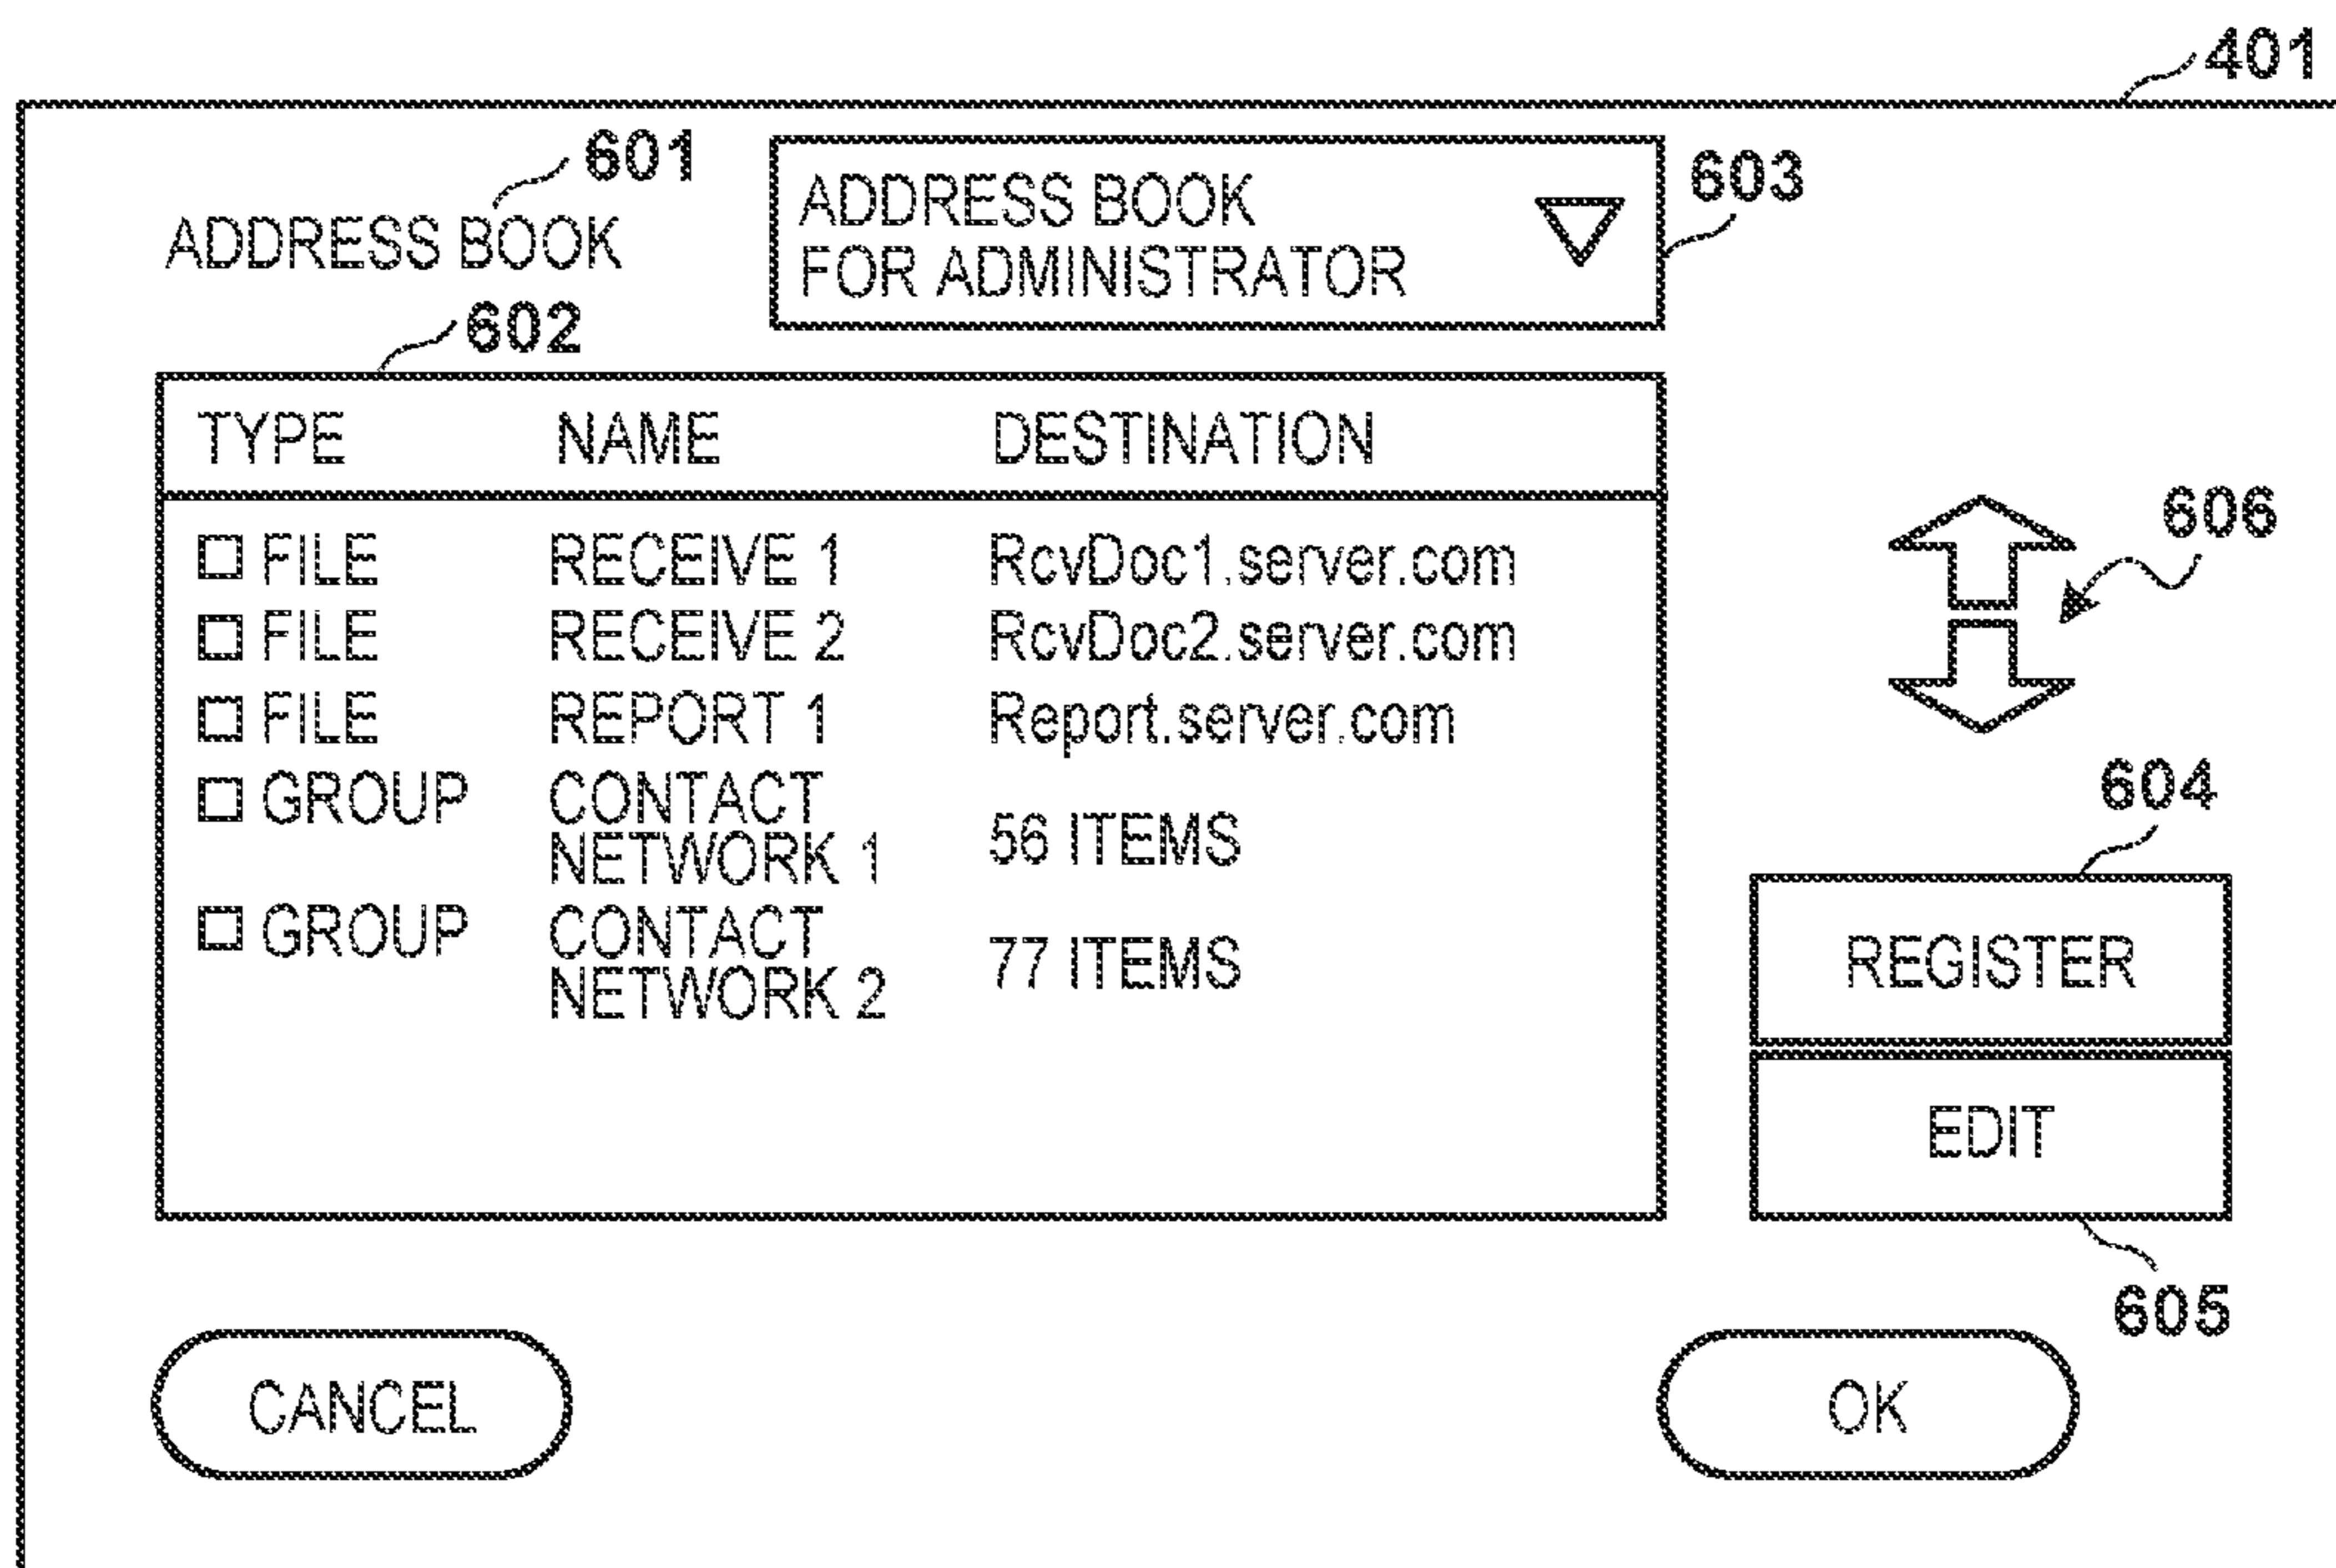 401
601
ADDRESS BOOK
ADDRESS BOOK
FOR ADMINISTRATOR
603
602
TYPE NAME DESTINATION
FILE RECEIVE 1 RcvDoc1.server.com
FILE RECEIVE 2 RcvDoc2.server.com
FILE REPORT 1 Report.server.com
GROUP CONTACT
NETWORK 1 56 ITEMS
GROUP CONTACT
NETWORK 2 77 ITEMS
606
604
REGISTER
EDIT
605
CANCEL
OK